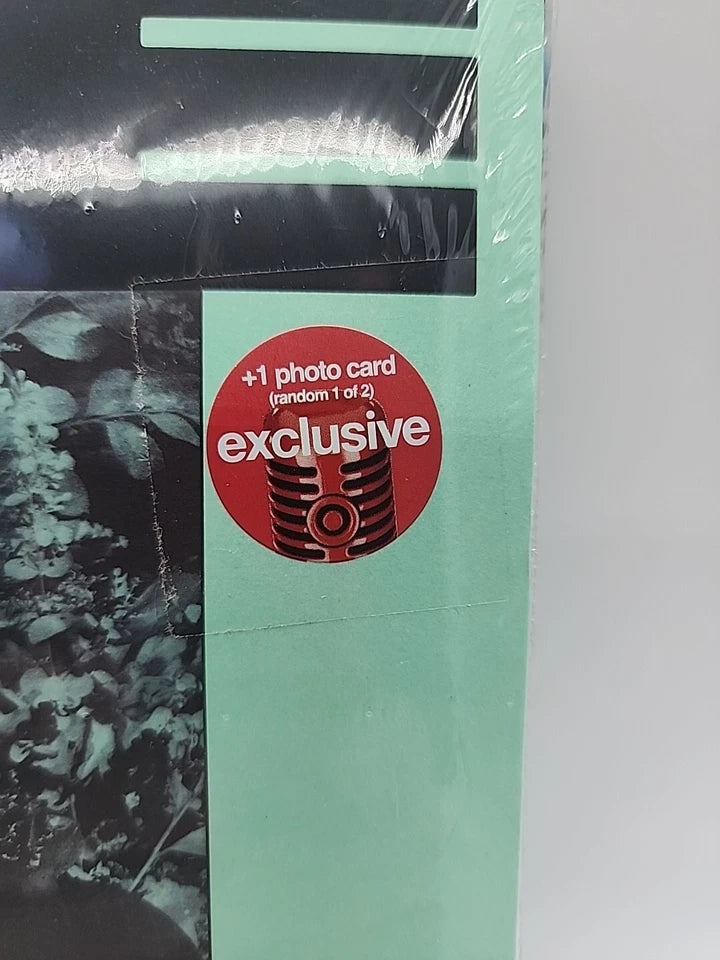 +1 photo card
(random 1 of 2)
exclusive